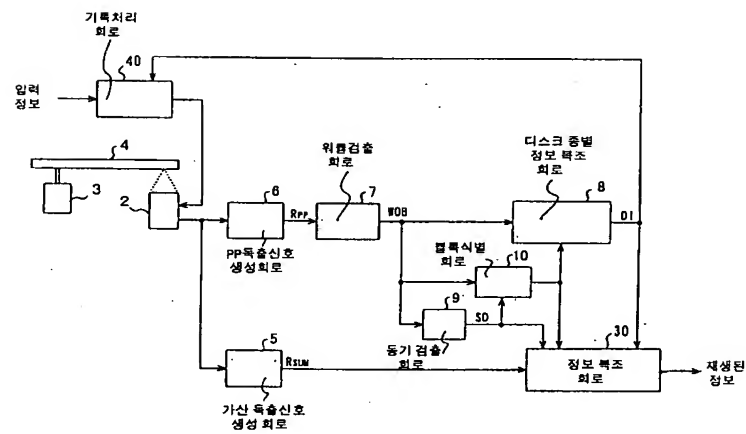 기록처리
회로
40
입력
정보
4
3
2
6
RPP
PP독출신호
생성회로
워블검출
회로
7
WOB
디스크 종별
정보 복조
회로
8
DI
블록식별
회로
10
9
SD
동기 검출
회로
5
RSUM
가산 독출신호
생성 회로
30
정보 복조
회로
재생된
정보